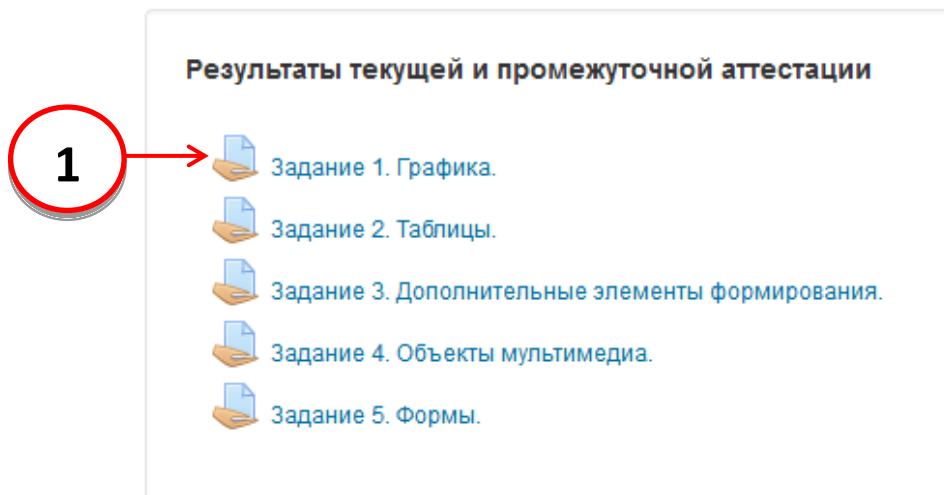 Результаты текущей и промежуточной аттестации
1
Задание 1. Графика.
Задание 2. Таблицы.
Задание 3. Дополнительные элементы формирования.
Задание 4. Объекты мультимедиа.
Задание 5. Формы.